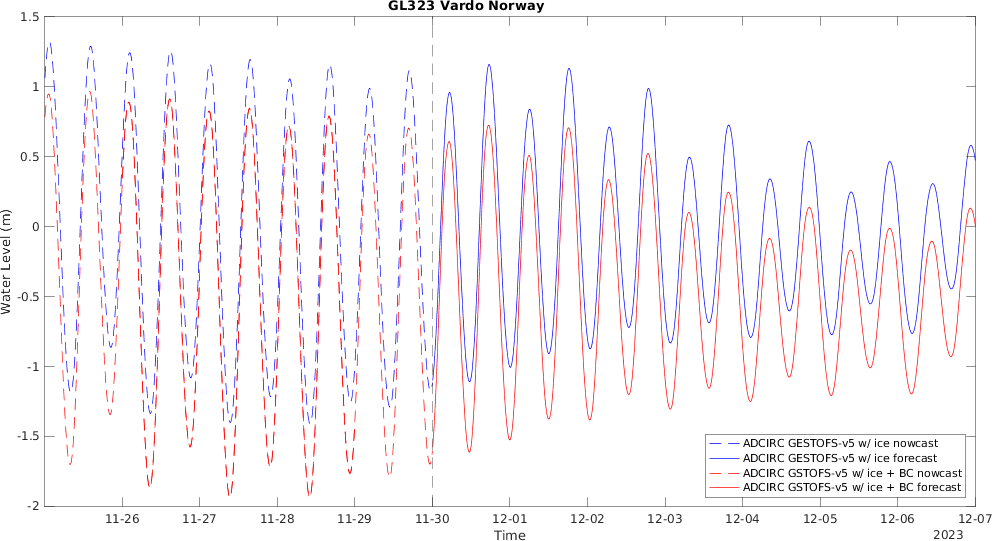 GL323 Vardo Norway
Water Level (m)
1.5
1
0.5
0
-0.5
-1
-1.5
-2
ADCIRC GESTOFS-v5 w/ ice nowcast
ADCIRC GESTOFS-v5 w/ ice forecast
ADCIRC GSTOFS-v5 w/ ice + BC nowcast
ADCIRC GSTOFS-v5 w/ ice + BC forecast
11-26 11-27 11-28 11-29 11-30 12-01 12-02 12-03 12-04 12-05 12-06 12-07
Time
2023